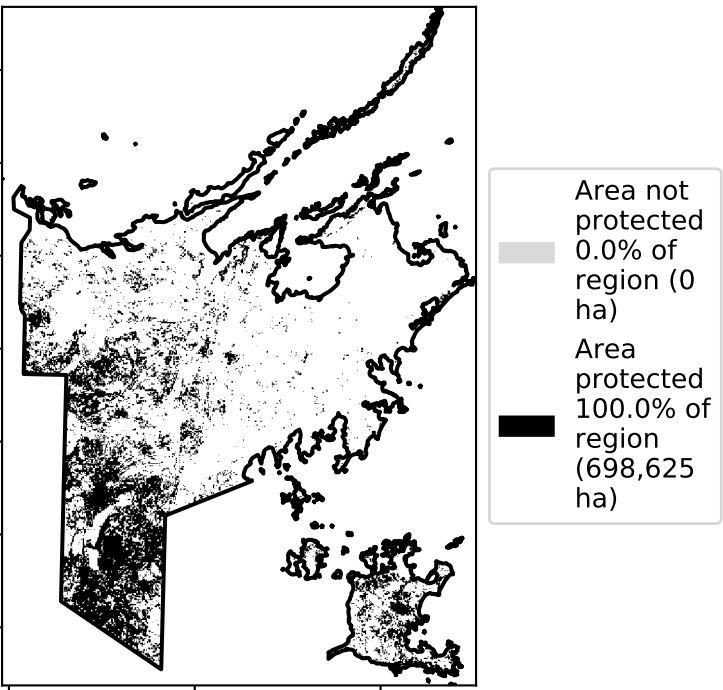 Area not
protected
0.0% of
region (0
ha)
Area
protected
100.0% of
region
(698,625
ha)